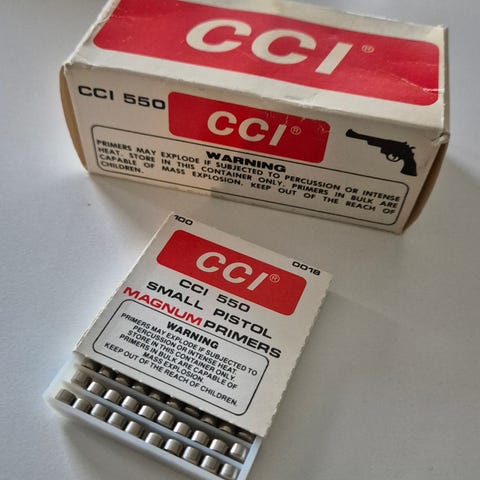 CCI®
CCI 550
CCI®
WARNING
PRIMERS MAY EXPLODE IF SUBJECTED TO PERCUSSION OR INTENSE
HEAT. STORE IN THIS CONTAINER ONLY. PRIMERS IN BULK ARE
CAPABLE OF MASS EXPLOSION. KEEP OUT OF THE REACH OF
CHILDREN.
100
0018
CCI®
CCI 550
SMALL PISTOL
MAGNUM PRIMERS
WARNING
PRIMERS MAY EXPLODE IF SUBJECTED TO
PERCUSSION OR INTENSE HEAT.
STORE IN THIS CONTAINER ONLY.
PRIMERS IN BULK ARE CAPABLE OF
MASS EXPLOSION.
KEEP OUT OF THE REACH OF CHILDREN.